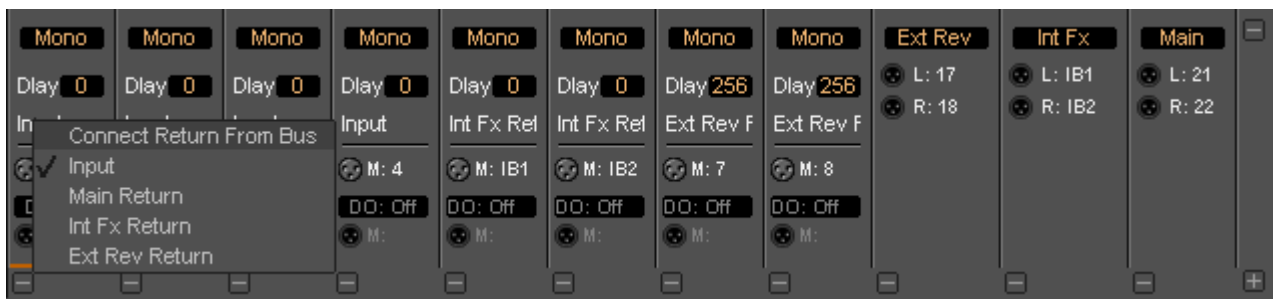 Mono Mono Mono Mono Mono Mono Mono Mono Ext Rev Int Fx Main
Dlay 0 Dlay 0 Dlay 0 Dlay 0 Dlay 0 Dlay 0 Dlay 256 Dlay 256 L: 17 L: IB1 L: 21
R: 18 R: IB2 R: 22
Input Int Fx Ret Int Fx Ret Ext Rev F Ext Rev F
Connect Return From Bus
Input
Main Return
Int Fx Return
Ext Rev Return
M: 4 M: IB1 M: IB2 M: 7 M: 8
DO: Off DO: Off DO: Off DO: Off DO: Off
M: M: M: M: M: